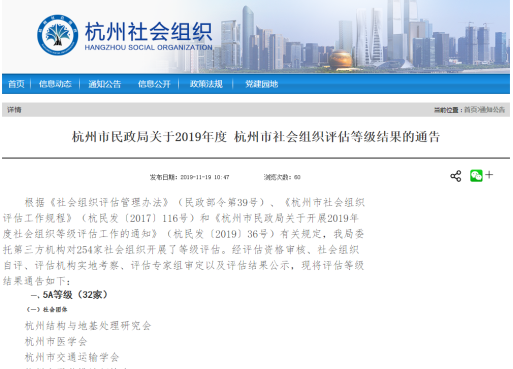 杭州社会组织
HANGZHOU SOCIAL ORGANIZATION
首页 信息动态 通知公告 信息公开 政策法规 党建园地
详情 当前位置：首页>通知公告
杭州市民政局关于2019年度 杭州市社会组织评估等级结果的通告
发布日期：2019-11-19 10:47 浏览次数：60
根据《社会组织评估管理办法》（民政部令第39号）、《杭州市社会组织
评估工作规程》（杭民发〔2017〕116号）和《杭州市民政局关于开展2019年
度社会组织等级评估工作的通知》（杭民发〔2019〕36号）有关规定，我局委
托第三方机构对254家社会组织开展了等级评估。经评估资格审核、社会组织
自评、评估机构实地考察、评估专家组审定以及评估结果公示，现将评估等级
结果通告如下：
一、5A等级（32家）
（一）社会团体
杭州结构与地基处理研究会
杭州市医学会
杭州市交通运输学会